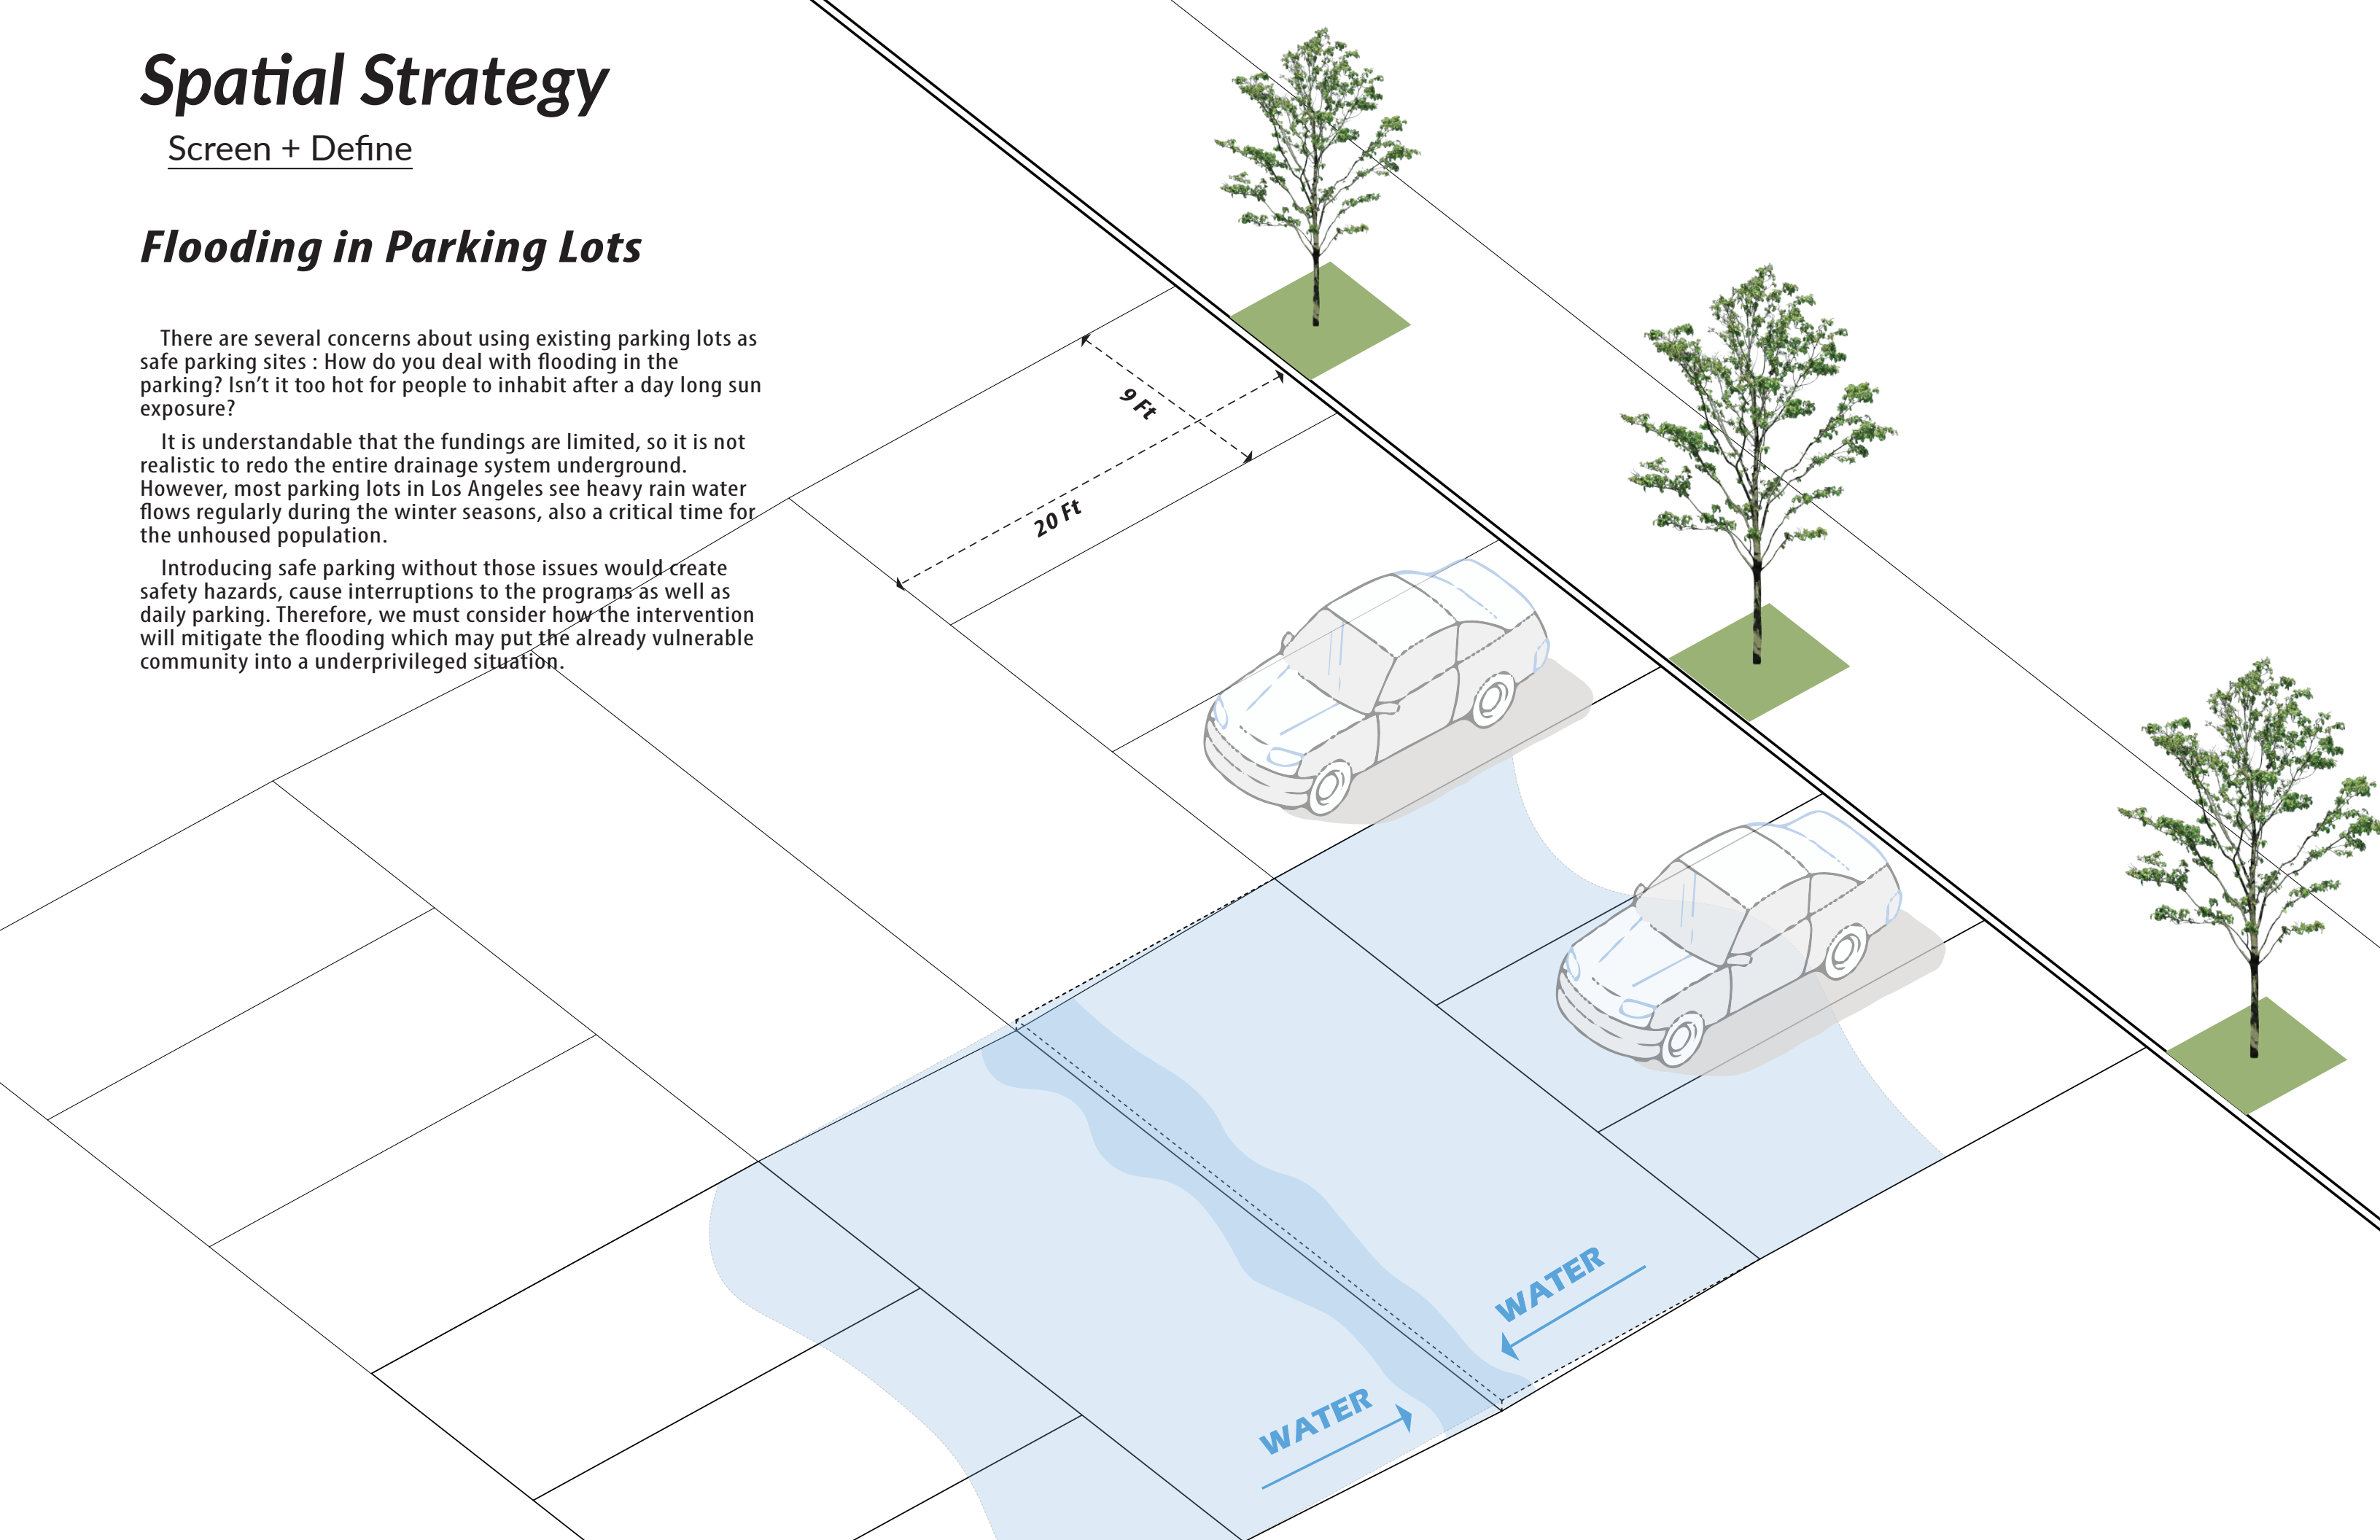 Spatial Strategy
Screen + Define
Flooding in Parking Lots
There are several concerns about using existing parking lots as
safe parking sites : How do you deal with flooding in the
parking? Isn’t it too hot for people to inhabit after a day long sun
exposure?
It is understandable that the fundings are limited, so it is not
realistic to redo the entire drainage system underground.
However, most parking lots in Los Angeles see heavy rain water
flows regularly during the winter seasons, also a critical time for
the unhoused population.
Introducing safe parking without those issues would create
safety hazards, cause interruptions to the programs as well as
daily parking. Therefore, we must consider how the intervention
will mitigate the flooding which may put the already vulnerable
community into a underprivileged situation.
9 Ft
20 Ft
WATER
WATER